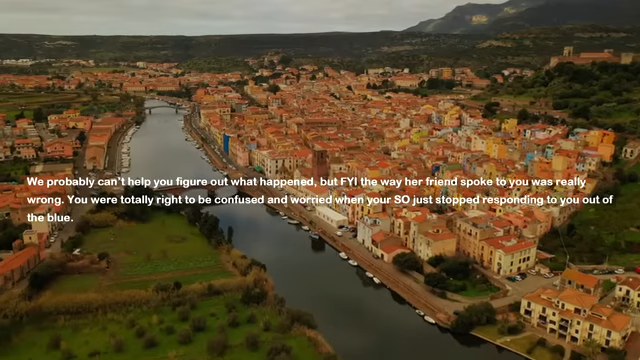 We probably can't help you figure out what happened, but FYI the way her friend spoke to you was really
wrong. You were totally right to be confused and worried when your SO just stopped responding to you out of
the blue.